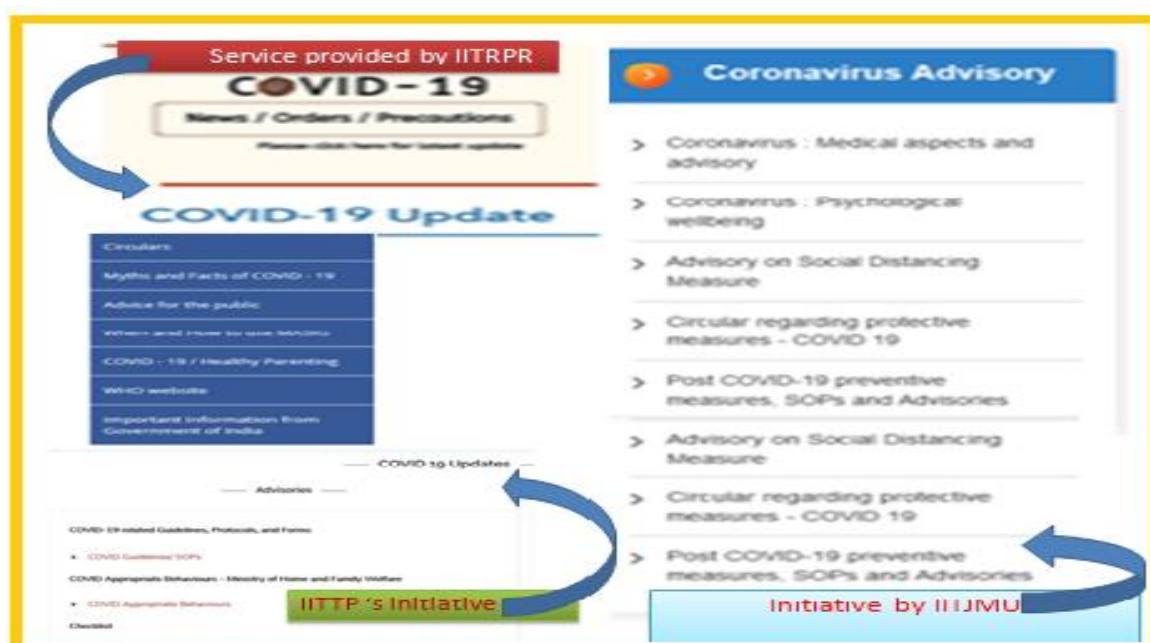 Service provided by IITRPR
COVID-19
News / Orders / Precautions
Please click here for latest update
COVID-19 Update
Circulars
Myths and Facts of COVID - 19
Advice for the public
When and How to use MASKs
COVID - 19 / Healthy Parenting
WHO website
Important Information from
Government of India
COVID 19 Updates
Advisories
COVID-19 related Guidelines, Protocols, and Forms
COVID Guidelines/ SOPs
COVID Appropriate Behaviours - Ministry of Home and Family Welfare
COVID Appropriate Behaviours
Checklist
IITTP 's Initiative
Coronavirus Advisory
Coronavirus : Medical aspects and
advisory
Coronavirus : Psychological
wellbeing
Advisory on Social Distancing
Measure
Circular regarding protective
measures - COVID 19
Post COVID-19 preventive
measures, SOPs and Advisories
Advisory on Social Distancing
Measure
Circular regarding protective
measures - COVID 19
Post COVID-19 preventive
measures, SOPs and Advisories
Initiative by